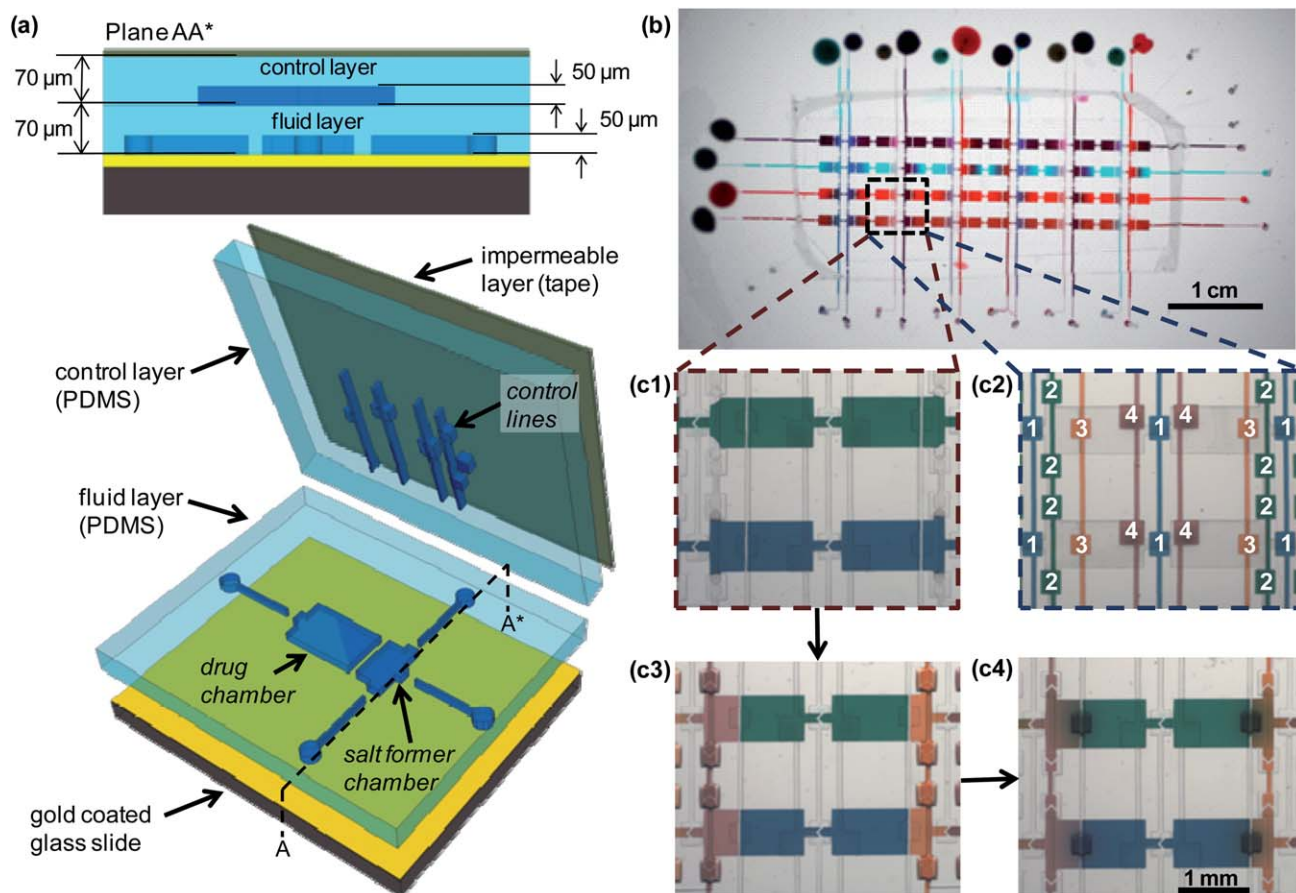 (a)
Plane AA*
70 µm
control layer
50 µm
70 µm
fluid layer
50 µm
impermeable
layer (tape)
control layer
(PDMS)
control
lines
fluid layer
(PDMS)
A*
drug
chamber
salt former
chamber
gold coated
glass slide
A
(b)
1 cm
(c1)
(c2)
2 2 2
1 3 4 1 4 3 1
2 2 2
2 2 2
1 3 4 1 4 3 1
2 2 2
(c3)
(c4)
1 mm